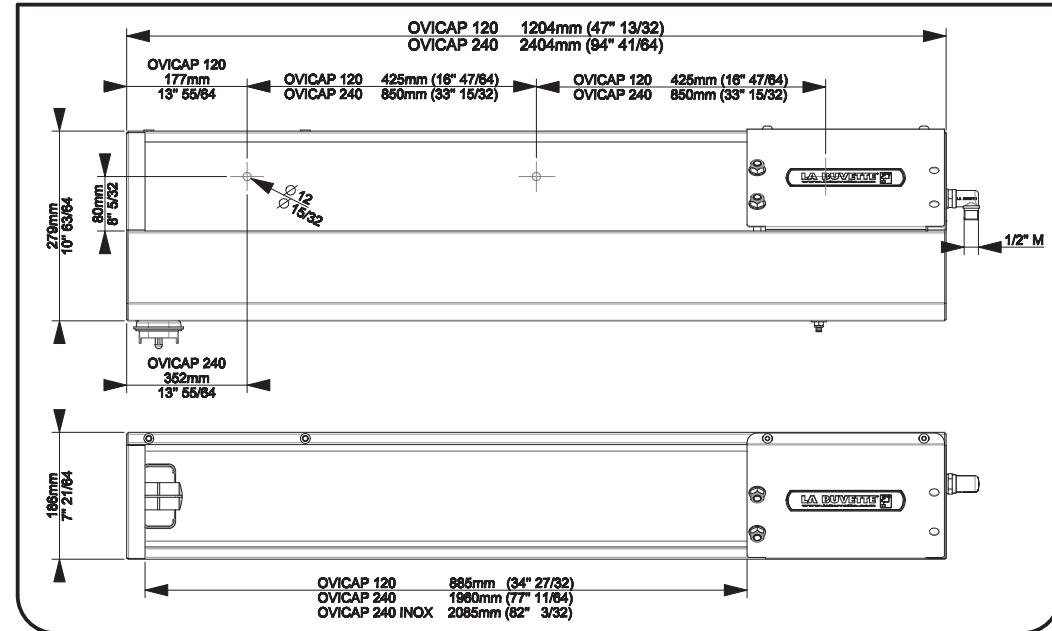 OVICAP 120 1204mm (47" 13/32)
OVICAP 240 2404mm (94" 41/64)
OVICAP 120
177mm
13" 55/64
OVICAP 120 425mm (16" 47/64)
OVICAP 240 850mm (33" 15/32)
OVICAP 120 425mm (16" 47/64)
OVICAP 240 850mm (33" 15/32)
279mm
10" 63/64
80mm
8" 5/32
Ø 12
Ø 15/32
LA BUVETTE
1/2" M
OVICAP 240
352mm
13" 55/64
186mm
7" 21/64
LA BUVETTE
OVICAP 120 885mm (34" 27/32)
OVICAP 240 1960mm (77" 11/64)
OVICAP 240 INOX 2085mm (82" 3/32)